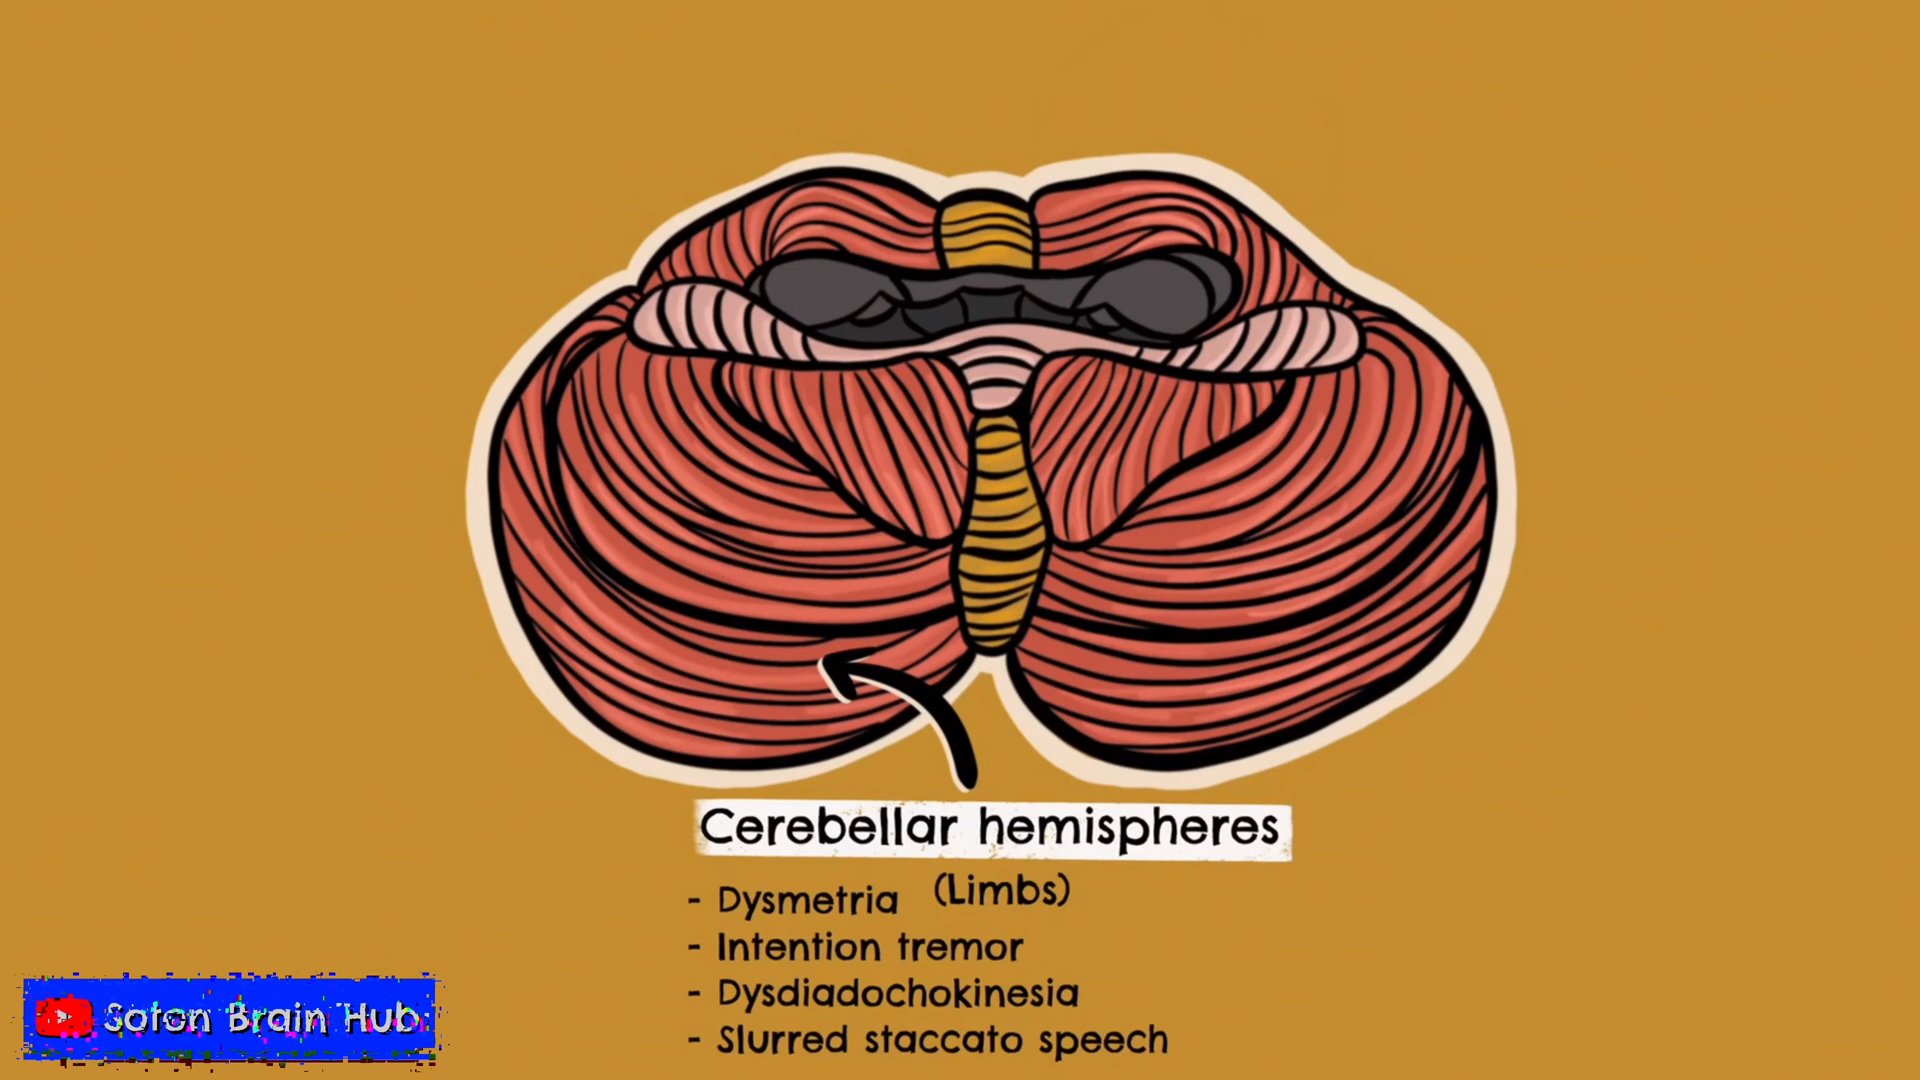 Cerebellar hemispheres
- Dysmetria (Limbs)
- Intention tremor
- Dysdiadochokinesia
- Slurred staccato speech
Soton Brain Hub